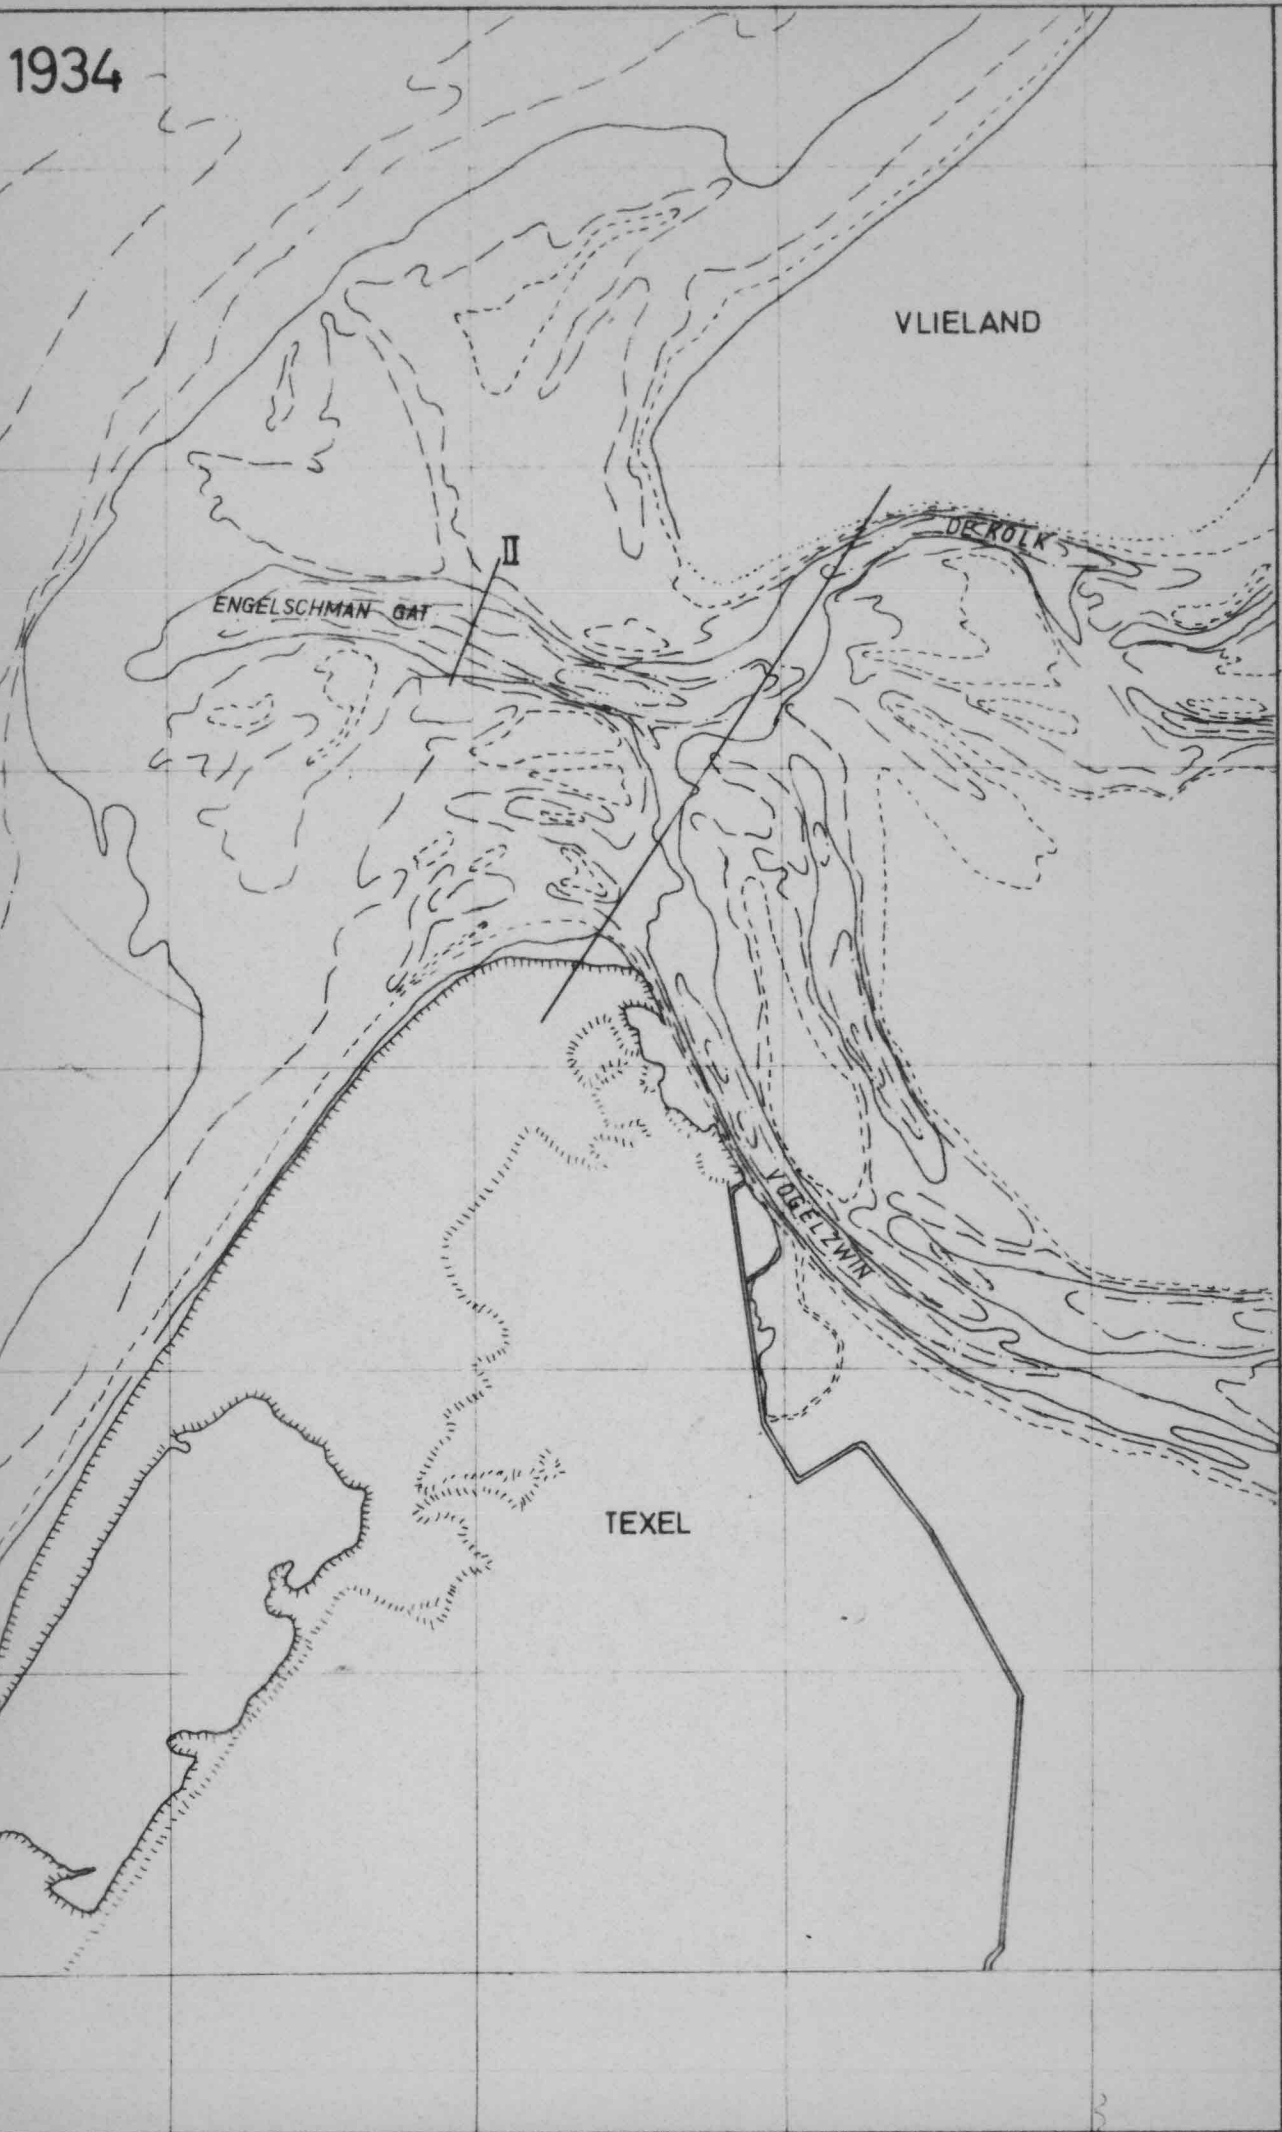 1934
VLIELAND
DE KOLK
II
ENGELSCHMAN GAT
VOGELZWIN
TEXEL